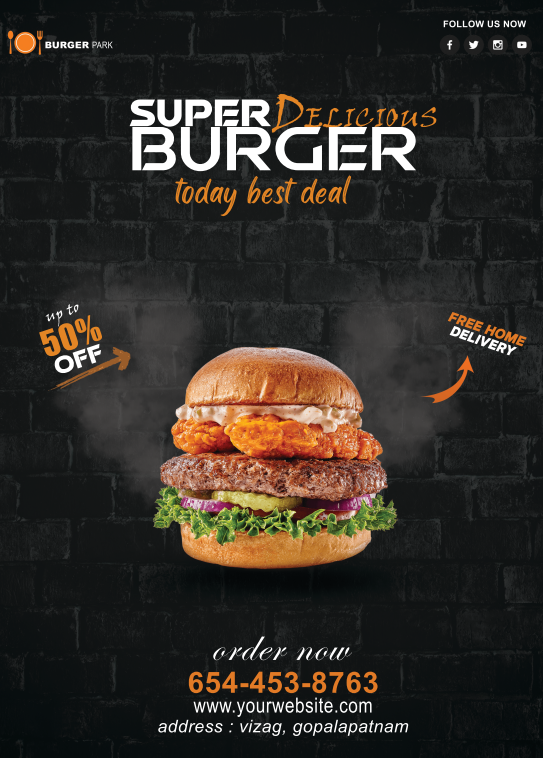 FOLLOW US NOW
BURGER PARK
SUPER Delicious
BURGER
today best deal
up to
50%
OFF
FREE HOME
DELIVERY
order now
654-453-8763
www.yourwebsite.com
address : vizag, gopalapatnam